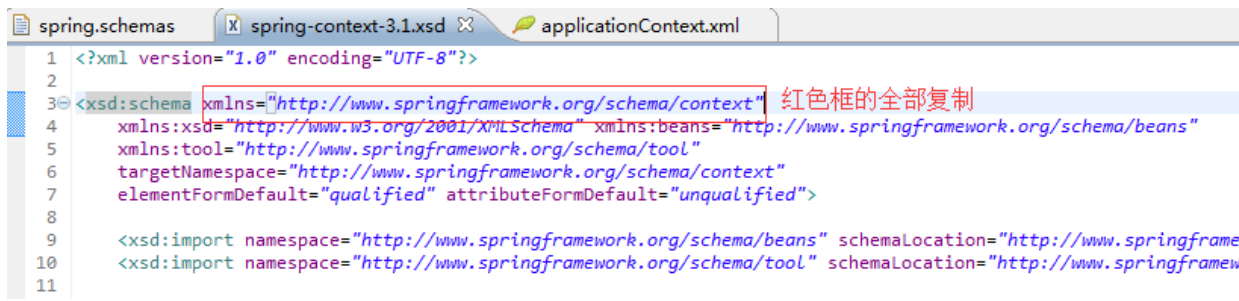 spring.schemas spring-context-3.1.xsd applicationContext.xml
1 <?xml version="1.0" encoding="UTF-8"?>
2
3 <xsd:schema xmlns="http://www.springframework.org/schema/context" 红色框的全部复制
4 xmlns:xsd="http://www.w3.org/2001/XMLSchema" xmlns:beans="http://www.springframework.org/schema/beans"
5 xmlns:tool="http://www.springframework.org/schema/tool"
6 targetNamespace="http://www.springframework.org/schema/context"
7 elementFormDefault="qualified" attributeFormDefault="unqualified">
8
9 <xsd:import namespace="http://www.springframework.org/schema/beans" schemaLocation="http://www.springframe
10 <xsd:import namespace="http://www.springframework.org/schema/tool" schemaLocation="http://www.springframew
11